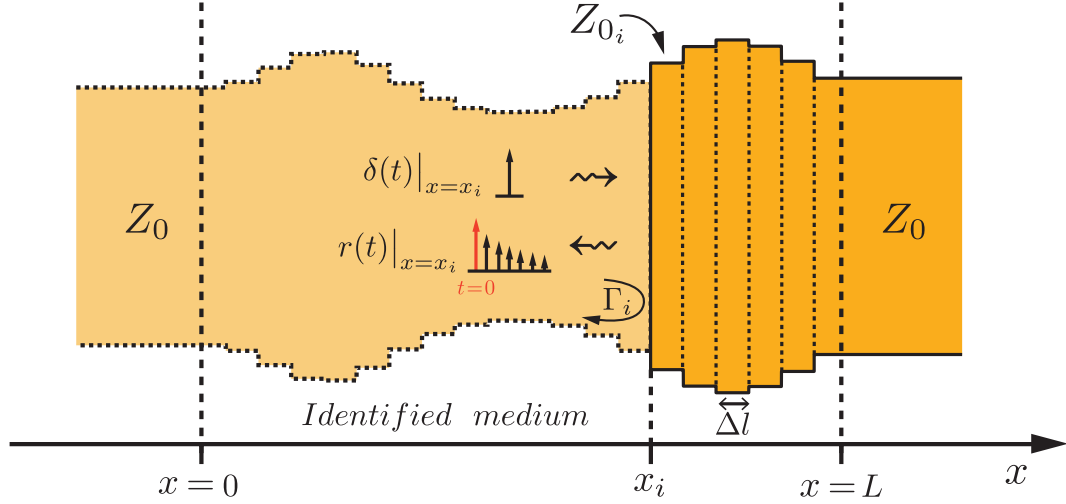 Z₀ᵢ
δ(t)|ₓ₌ₓᵢ
Z₀
r(t)|ₓ₌ₓᵢ
Z₀
t=0
Γᵢ
Identified medium
Δl
x = 0
xᵢ
x = L
x